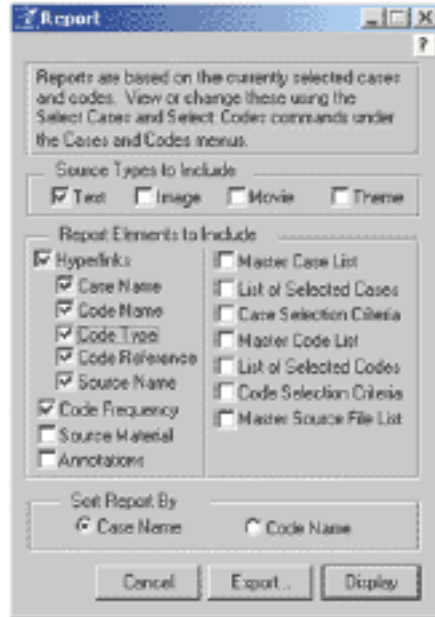 Report
?
Reports are based on the currently selected cases
and codes. View or change these using the
Select Cases and Select Codes commands under
the Cases and Codes menus.
Source Types to Include
Text Image Movie Theme
Report Elements to Include
Hyperlinks
Case Name
Code Name
Code Type
Code Reference
Source Name
Code Frequency
Source Material
Annotations
Master Case List
List of Selected Cases
Case Selection Criteria
Master Code List
List of Selected Codes
Code Selection Criteria
Master Source File List
Sort Report By
Case Name Code Name
Cancel Export... Display